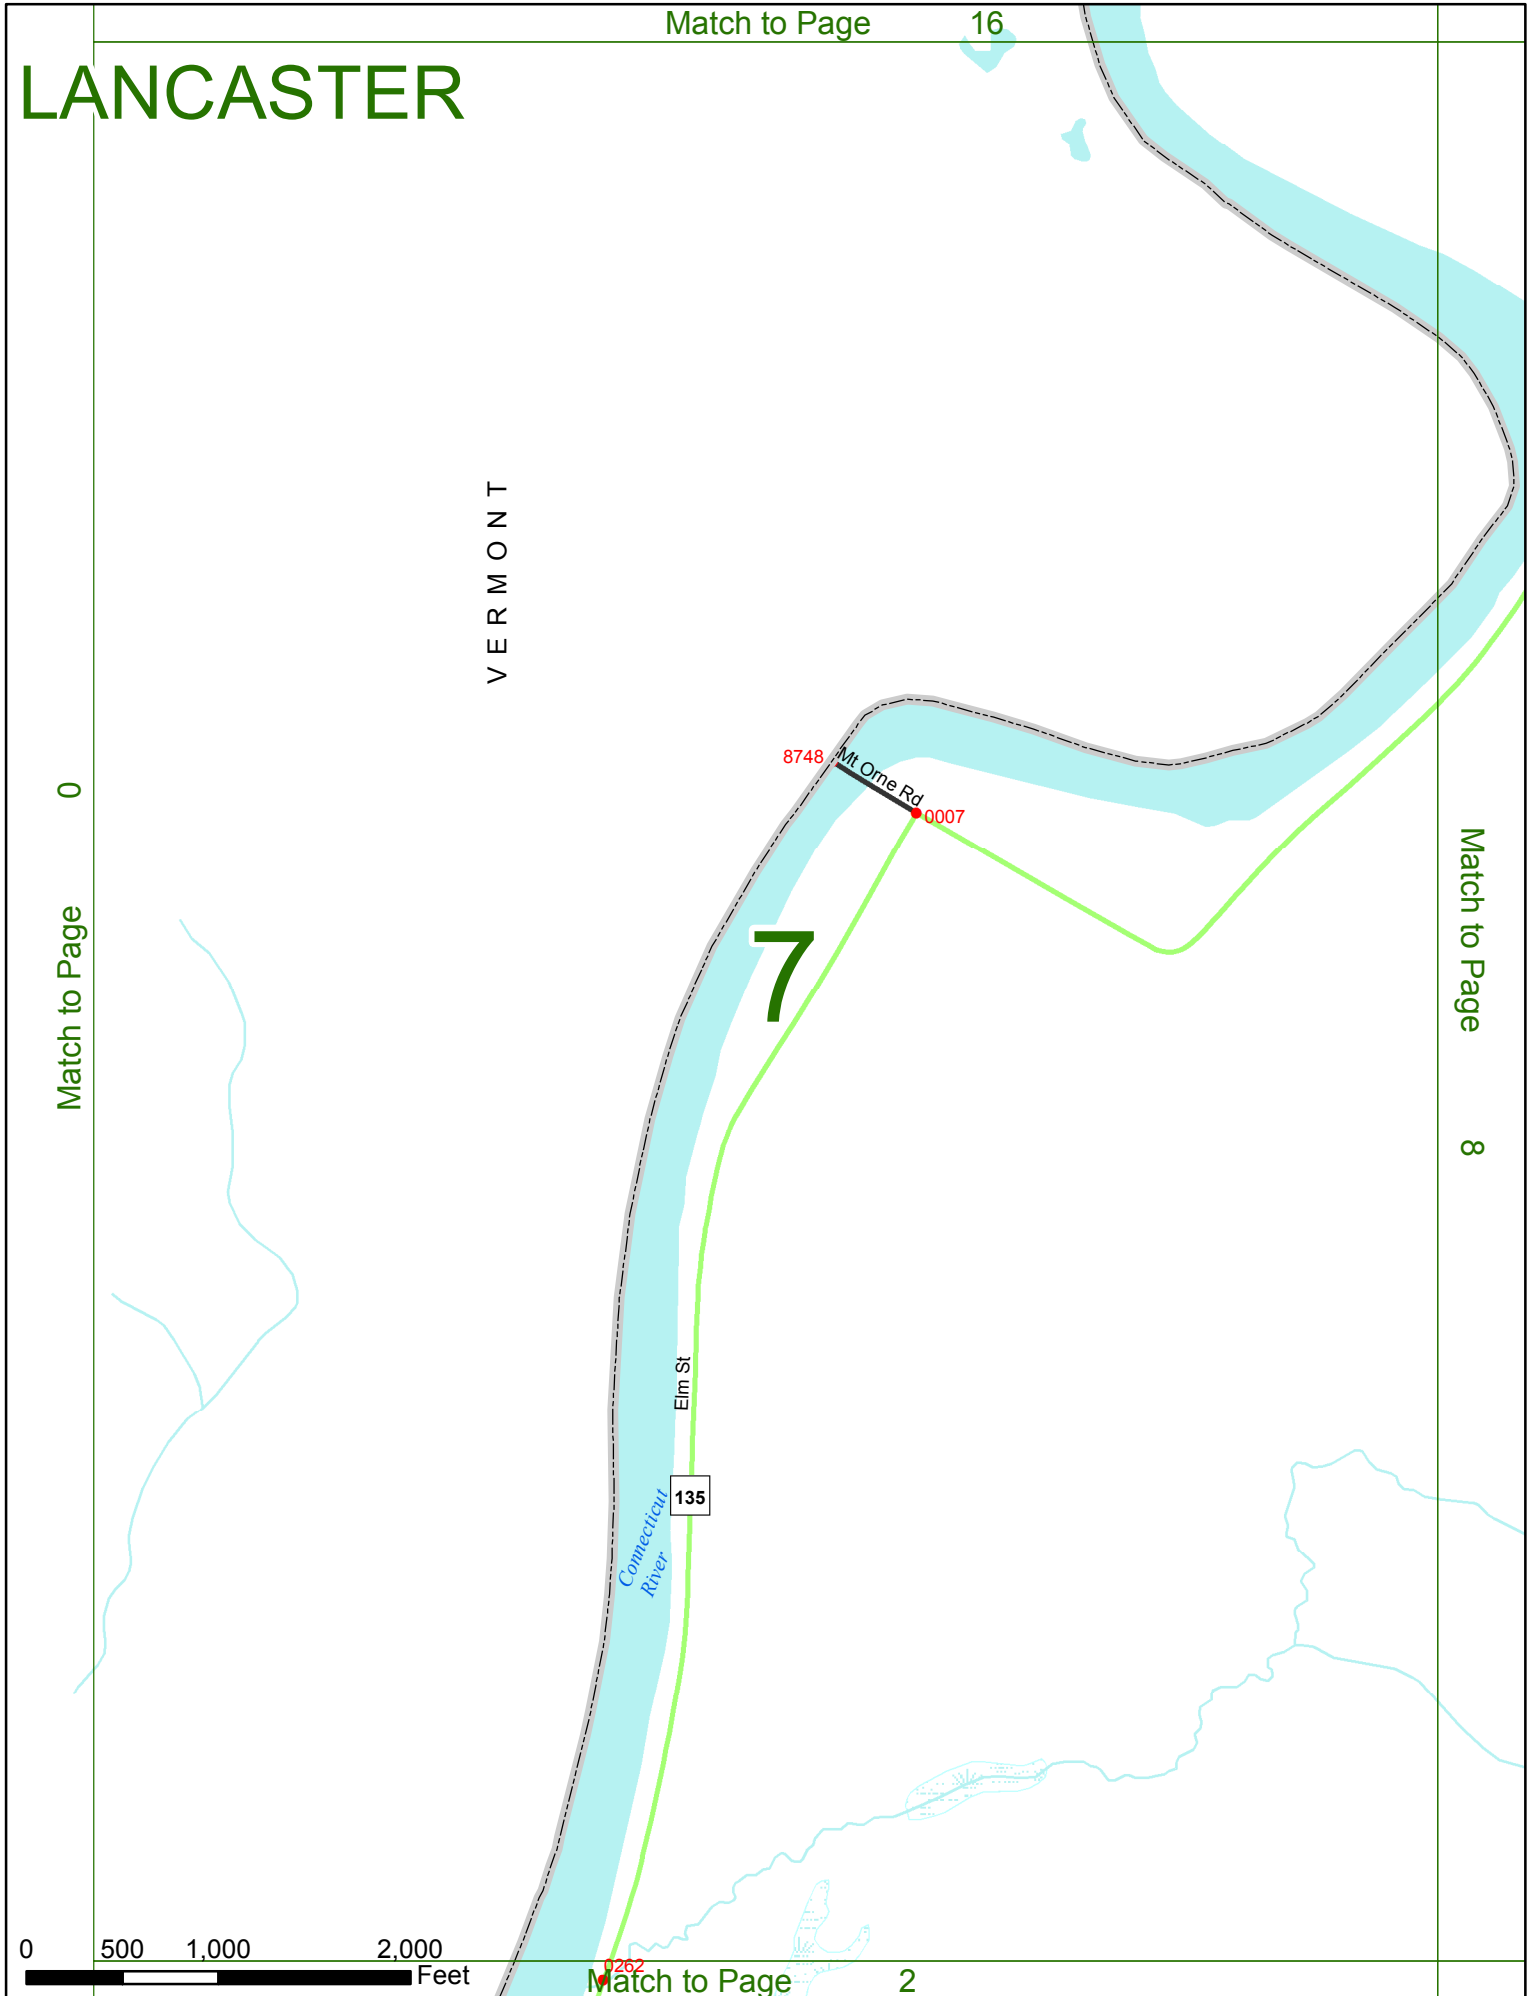 Match to Page 16
LANCASTER
VERMONT
8748
Mt Orne Rd
0007
0
Match to Page
Match to Page
8
7
Elm St
135
Connecticut
River
0 500 1,000 2,000
Feet
0262
Match to Page 2